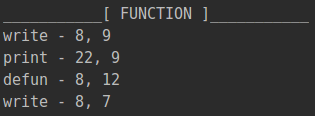 ___________[ FUNCTION ]___________
write - 8, 9
print - 22, 9
defun - 8, 12
write - 8, 7